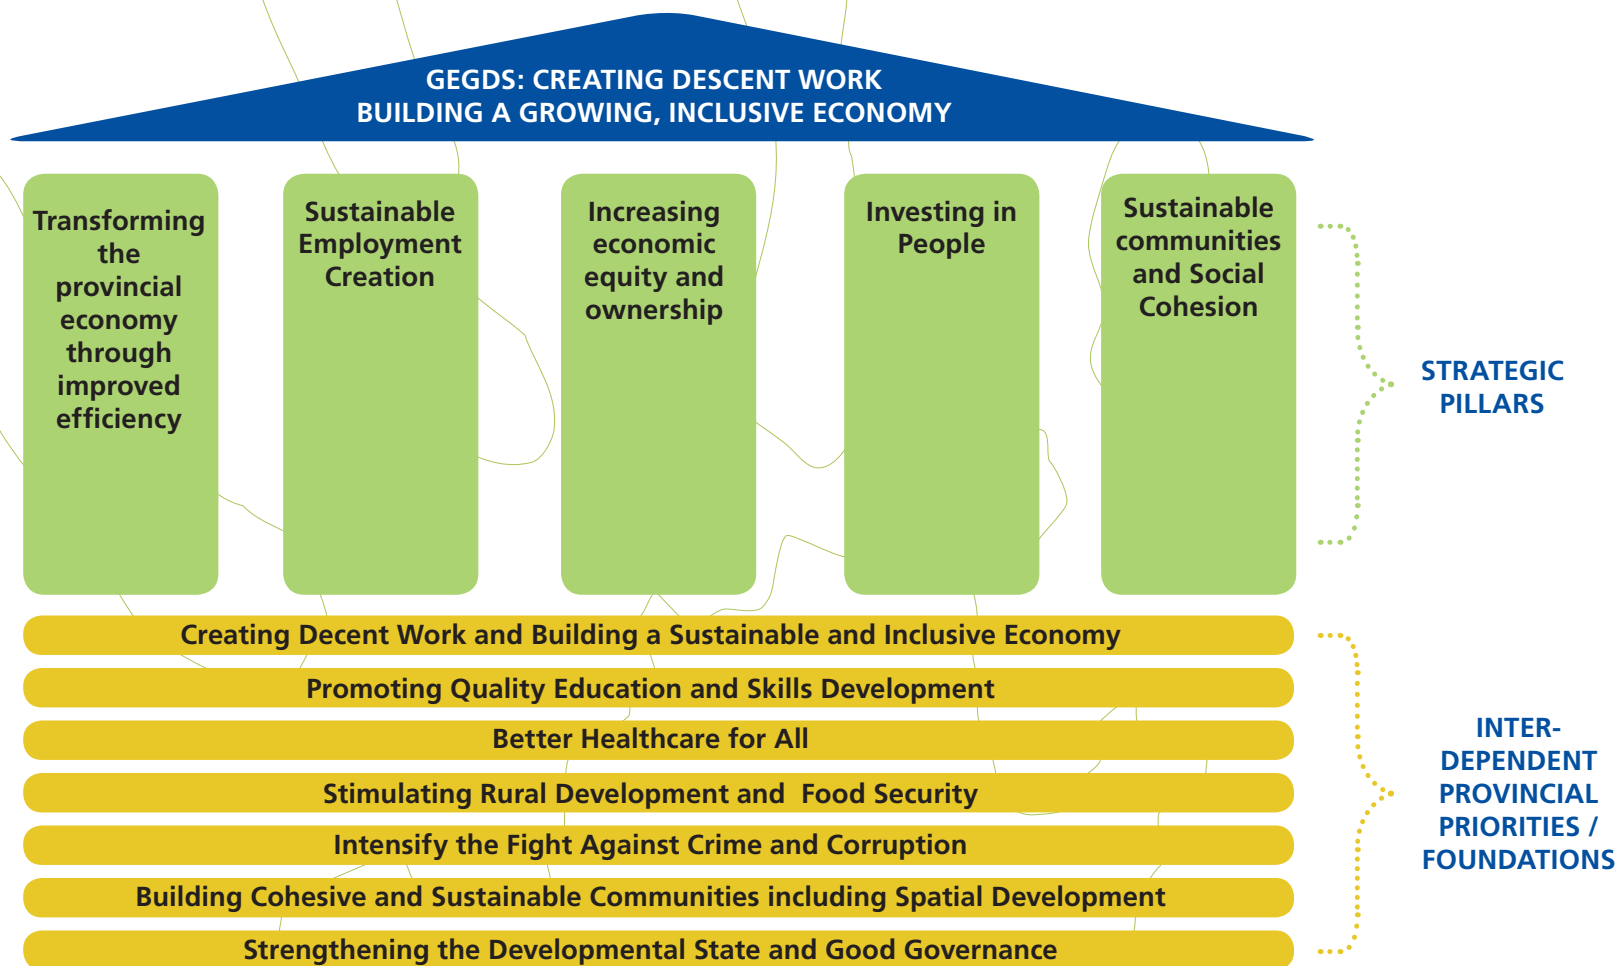 GEGDS: CREATING DESCENT WORK
BUILDING A GROWING, INCLUSIVE ECONOMY
Transforming
the
provincial
economy
through
improved
efficiency
Sustainable
Employment
Creation
Increasing
economic
equity and
ownership
Investing in
People
Sustainable
communities
and Social
Cohesion
STRATEGIC
PILLARS
Creating Decent Work and Building a Sustainable and Inclusive Economy
Promoting Quality Education and Skills Development
Better Healthcare for All
Stimulating Rural Development and  Food Security
Intensify the Fight Against Crime and Corruption
Building Cohesive and Sustainable Communities including Spatial Development
Strengthening the Developmental State and Good Governance
INTER-
DEPENDENT
PROVINCIAL
PRIORITIES /
FOUNDATIONS